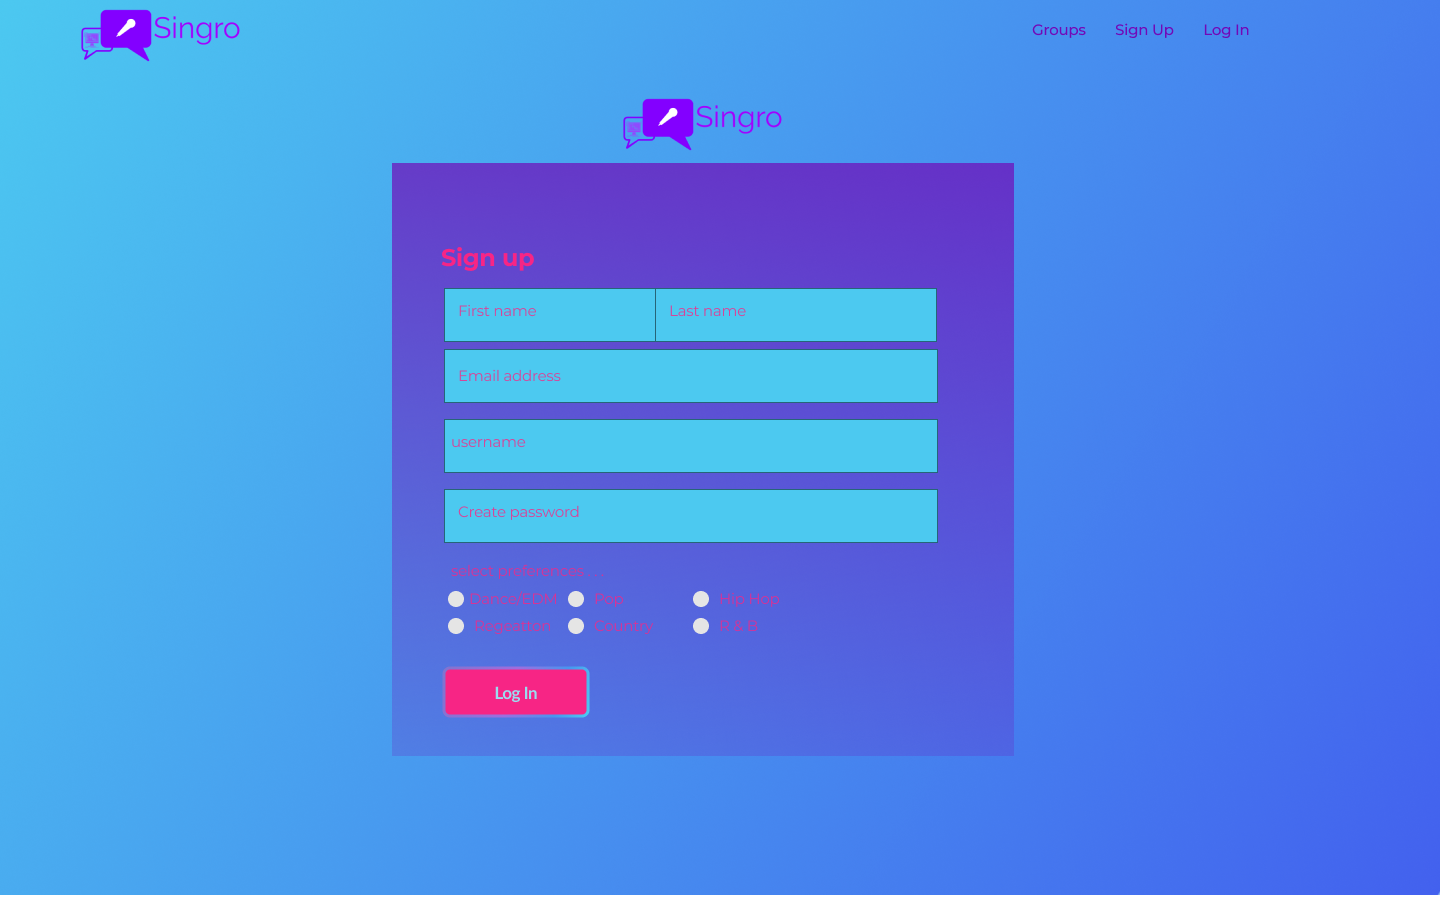 Singro
Groups Sign Up Log In
Singro
Sign up
First name Last name
Email address
username
Create password
select preferences
Dance/EDM Pop Hip Hop
Country R & B
Log In